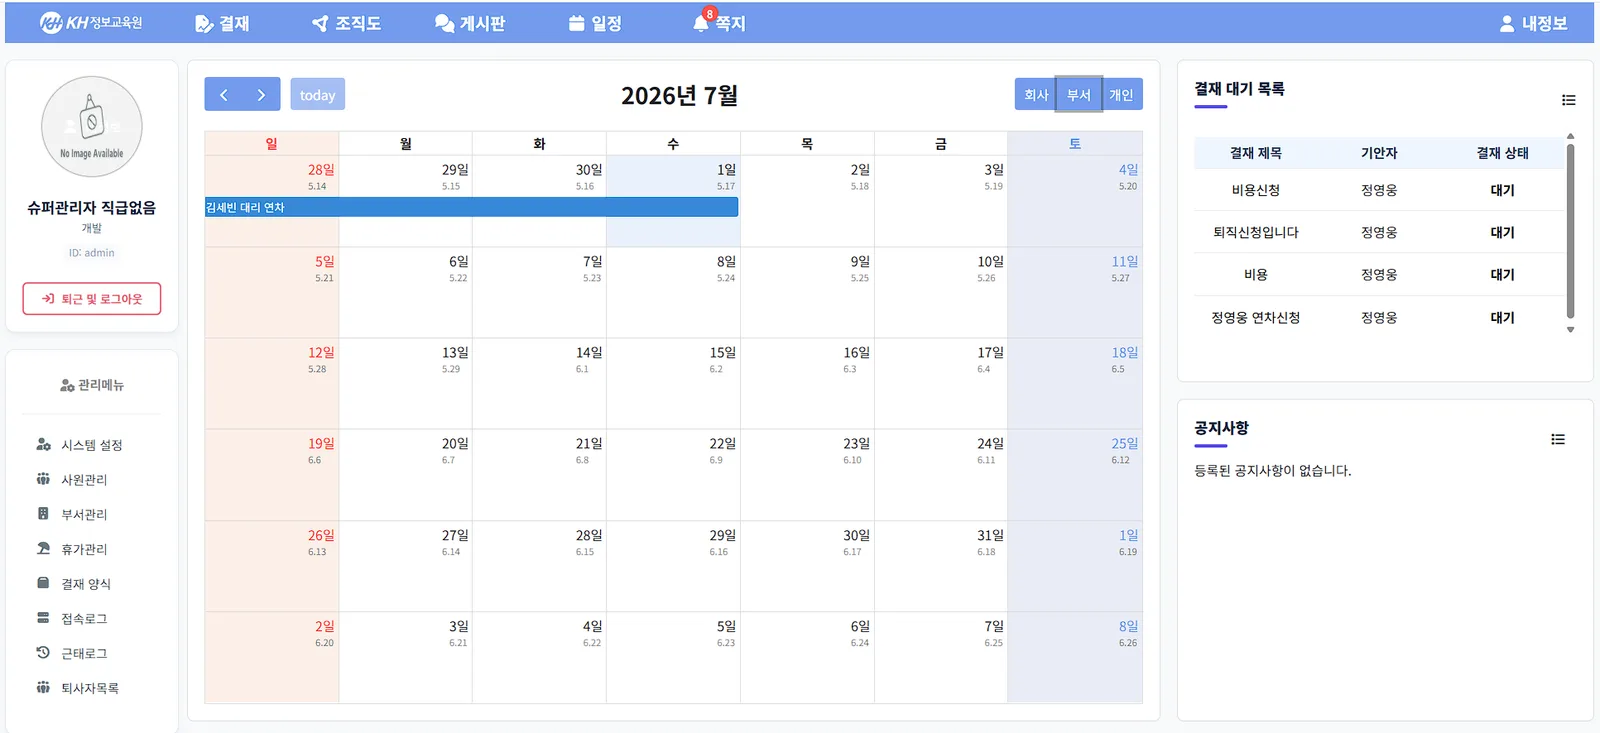 KH 정보교육원 결재 조직도 게시판 일정 8 쪽지 내정보
No Image Available
슈퍼관리자 직급없음
개발
ID: admin
퇴근 및 로그아웃
관리메뉴
시스템 설정
사원관리
부서관리
휴가관리
결재 양식
접속로그
근태로그
퇴사자목록
today 2026년 7월 회사 부서 개인
일 월 화 수 목 금 토
28일 29일 30일 1일 2일 3일 4일
5.14 5.15 5.16 5.17 5.18 5.19 5.20
김세빈 대리 연차
5일 6일 7일 8일 9일 10일 11일
5.21 5.22 5.23 5.24 5.25 5.26 5.27
12일 13일 14일 15일 16일 17일 18일
5.28 5.29 6.1 6.2 6.3 6.4 6.5
19일 20일 21일 22일 23일 24일 25일
6.6 6.7 6.8 6.9 6.10 6.11 6.12
26일 27일 28일 29일 30일 31일 1일
6.13 6.14 6.15 6.16 6.17 6.18 6.19
2일 3일 4일 5일 6일 7일 8일
6.20 6.21 6.22 6.23 6.24 6.25 6.26
결재 대기 목록
결재 제목 기안자 결재 상태
비용신청 정영웅 대기
퇴직신청입니다 정영웅 대기
비용 정영웅 대기
정영웅 연차신청 정영웅 대기
공지사항
등록된 공지사항이 없습니다.